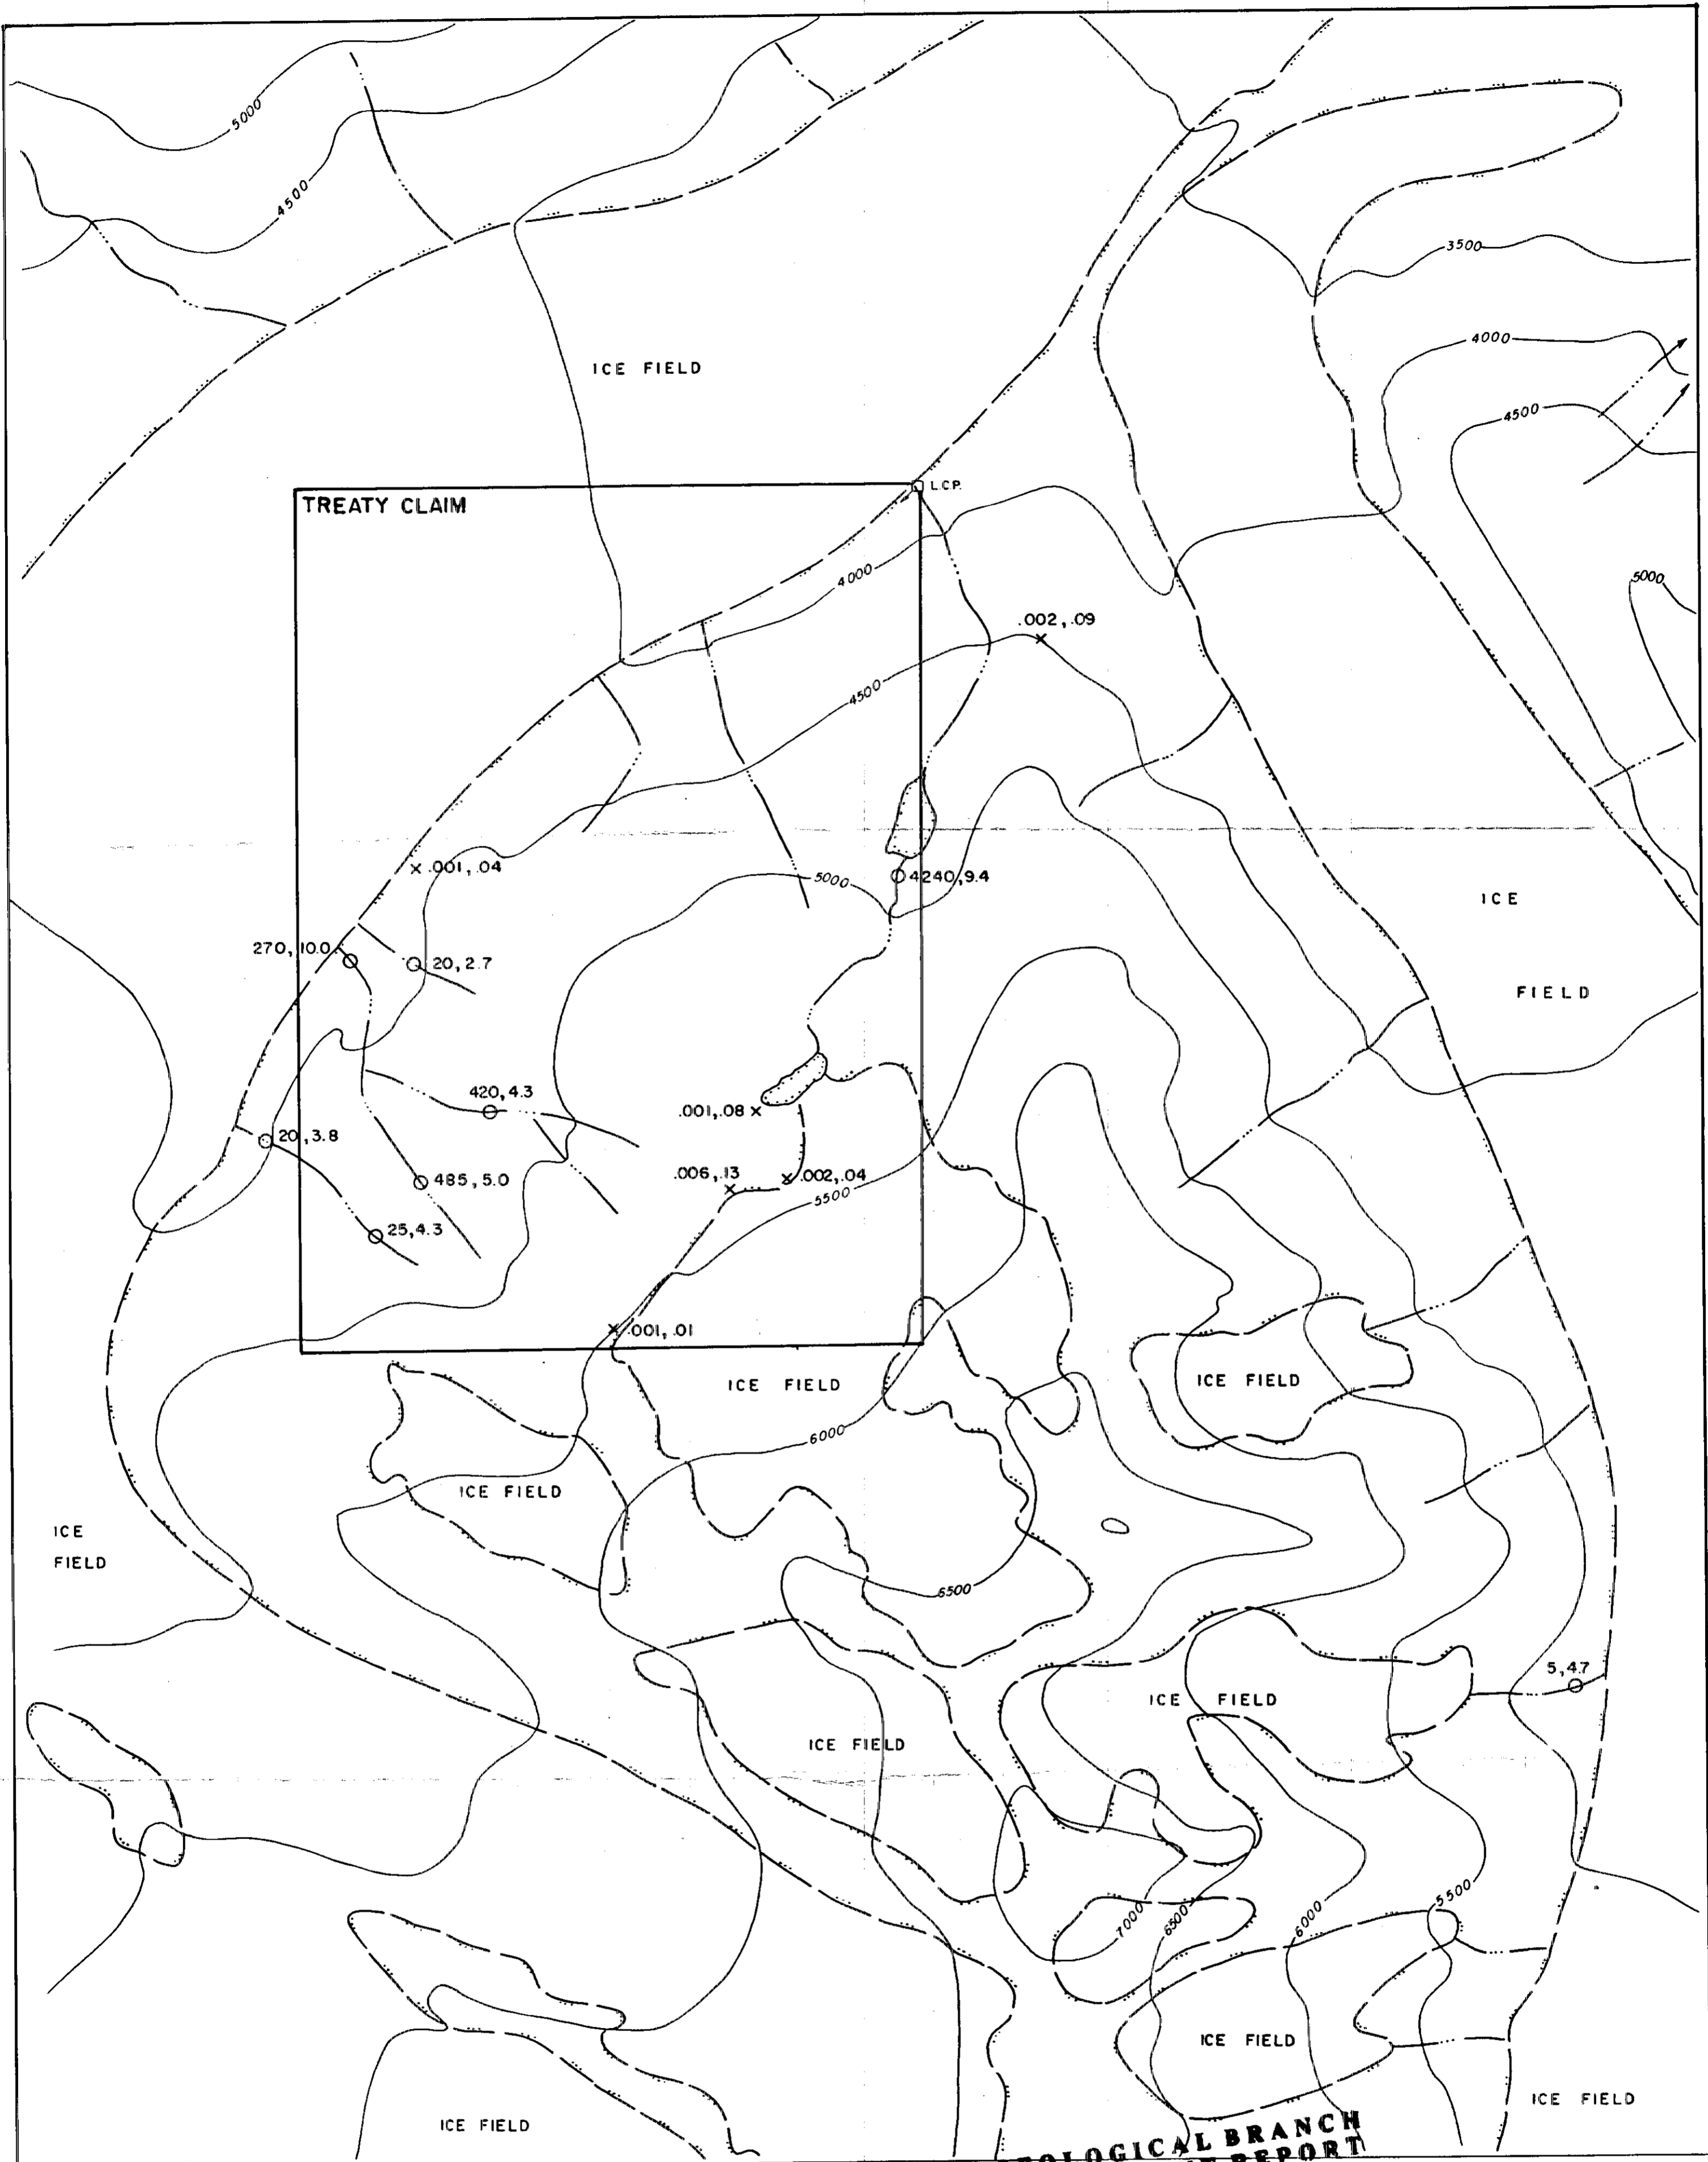 5000
4500
3500
4000
ICE FIELD
4500
TREATY CLAIM
L.C.P.
4000
5000
.002, .09
4500
.001, .04
5000
4240, 9.4
ICE
270, 10.0
20, 2.7
FIELD
420, 4.3
.001, .08
20, 3.8
.006, .13
.002, .04
485, 5.0
5500
25, 4.3
.001, .01
ICE FIELD
ICE FIELD
6000
ICE FIELD
ICE
FIELD
6500
5, 4.7
ICE FIELD
ICE FIELD
5500
7000
6500
6000
ICE FIELD
ICE FIELD
ICE FIELD
OLOGICAL BRANCH
REPORT